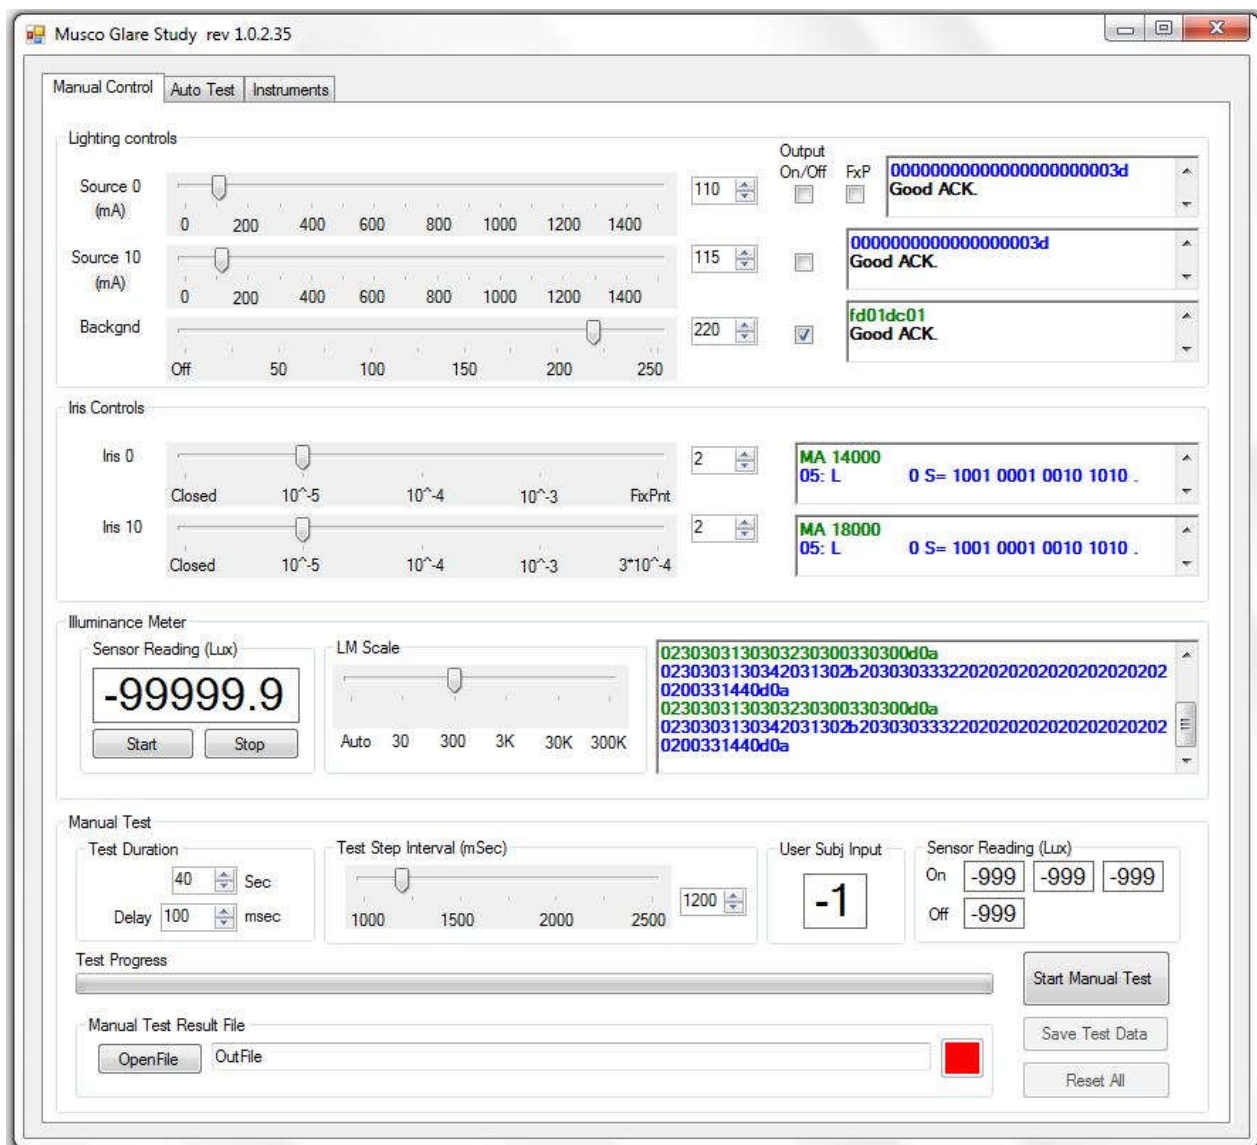 Musco Glare Study rev 1.0.2.35
Manual Control Auto Test Instruments
Lighting controls
Output
On/Off FxP
Source 0
(mA)
0 200 400 600 800 1000 1200 1400
110
00000000000000000000003d
Good ACK.
Source 10
(mA)
0 200 400 600 800 1000 1200 1400
115
0000000000000000003d
Good ACK.
Backgnd
Off 50 100 150 200 250
220
fd01dc01
Good ACK.
Iris Controls
Iris 0
Closed 10^-5 10^-4 10^-3 FixPnt
2
MA 14000
05: L 0 S= 1001 0001 0010 1010 .
Iris 10
Closed 10^-5 10^-4 10^-3 3*10^-4
2
MA 18000
05: L 0 S= 1001 0001 0010 1010 .
Illuminance Meter
Sensor Reading (Lux)
-99999.9
Start Stop
LM Scale
Auto 30 300 3K 30K 300K
02303031303032303003303​00d0a
0230303130342031302b20303033322020202020202020202020
0200331440d0a
0230303130303230300330300d0a
0230303130342031302b20303033322020202020202020202020
0200331440d0a
Manual Test
Test Duration
40 Sec
Delay 100 msec
Test Step Interval (mSec)
1000 1500 2000 2500
1200
User Subj Input
-1
Sensor Reading (Lux)
On -999 -999 -999
Off -999
Test Progress
Start Manual Test
Manual Test Result File
OpenFile OutFile
Save Test Data
Reset All